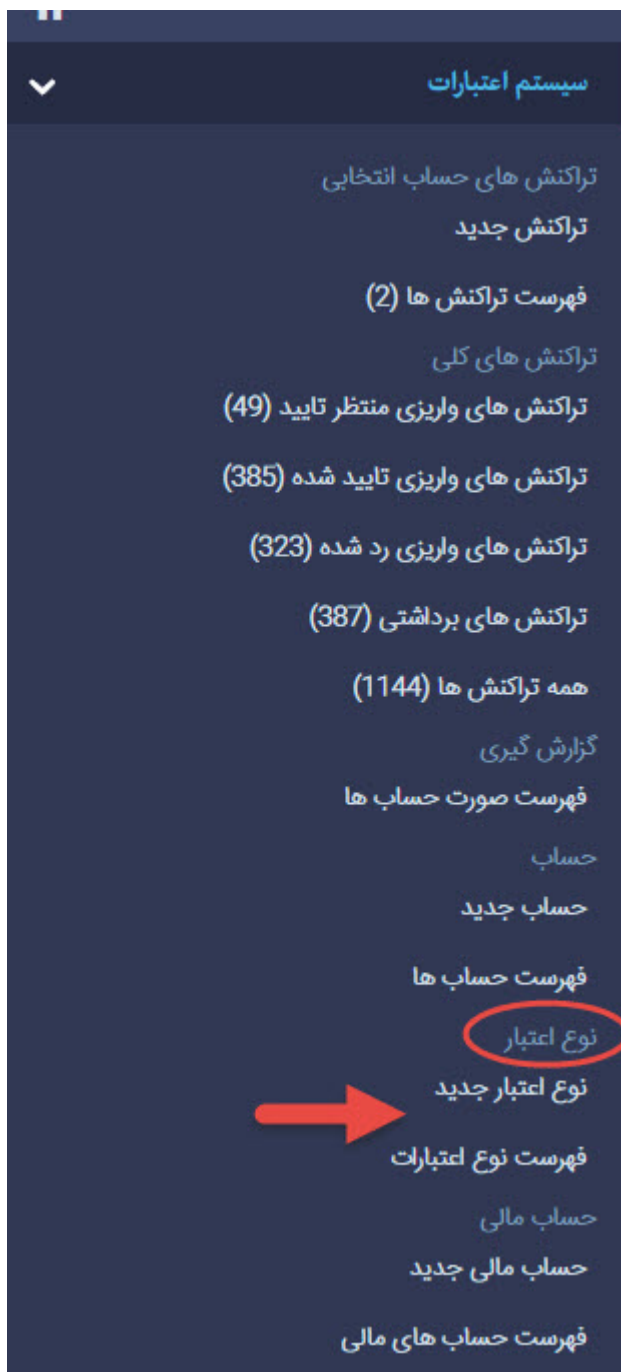 سیستم اعتبارات
تراکنش های حساب انتخابی
تراکنش جدید
فهرست تراکنش ها (2)
تراکنش های کلی
تراکنش های واریزی منتظر تایید (49)
تراکنش های واریزی تایید شده (385)
تراکنش های واریزی رد شده (323)
تراکنش های برداشتی (387)
همه تراکنش ها (1144)
گزارش گیری
فهرست صورت حساب ها
حساب
حساب جدید
فهرست حساب ها
نوع اعتبار
نوع اعتبار جدید
فهرست نوع اعتبارات
حساب مالی
حساب مالی جدید
فهرست حساب های مالی